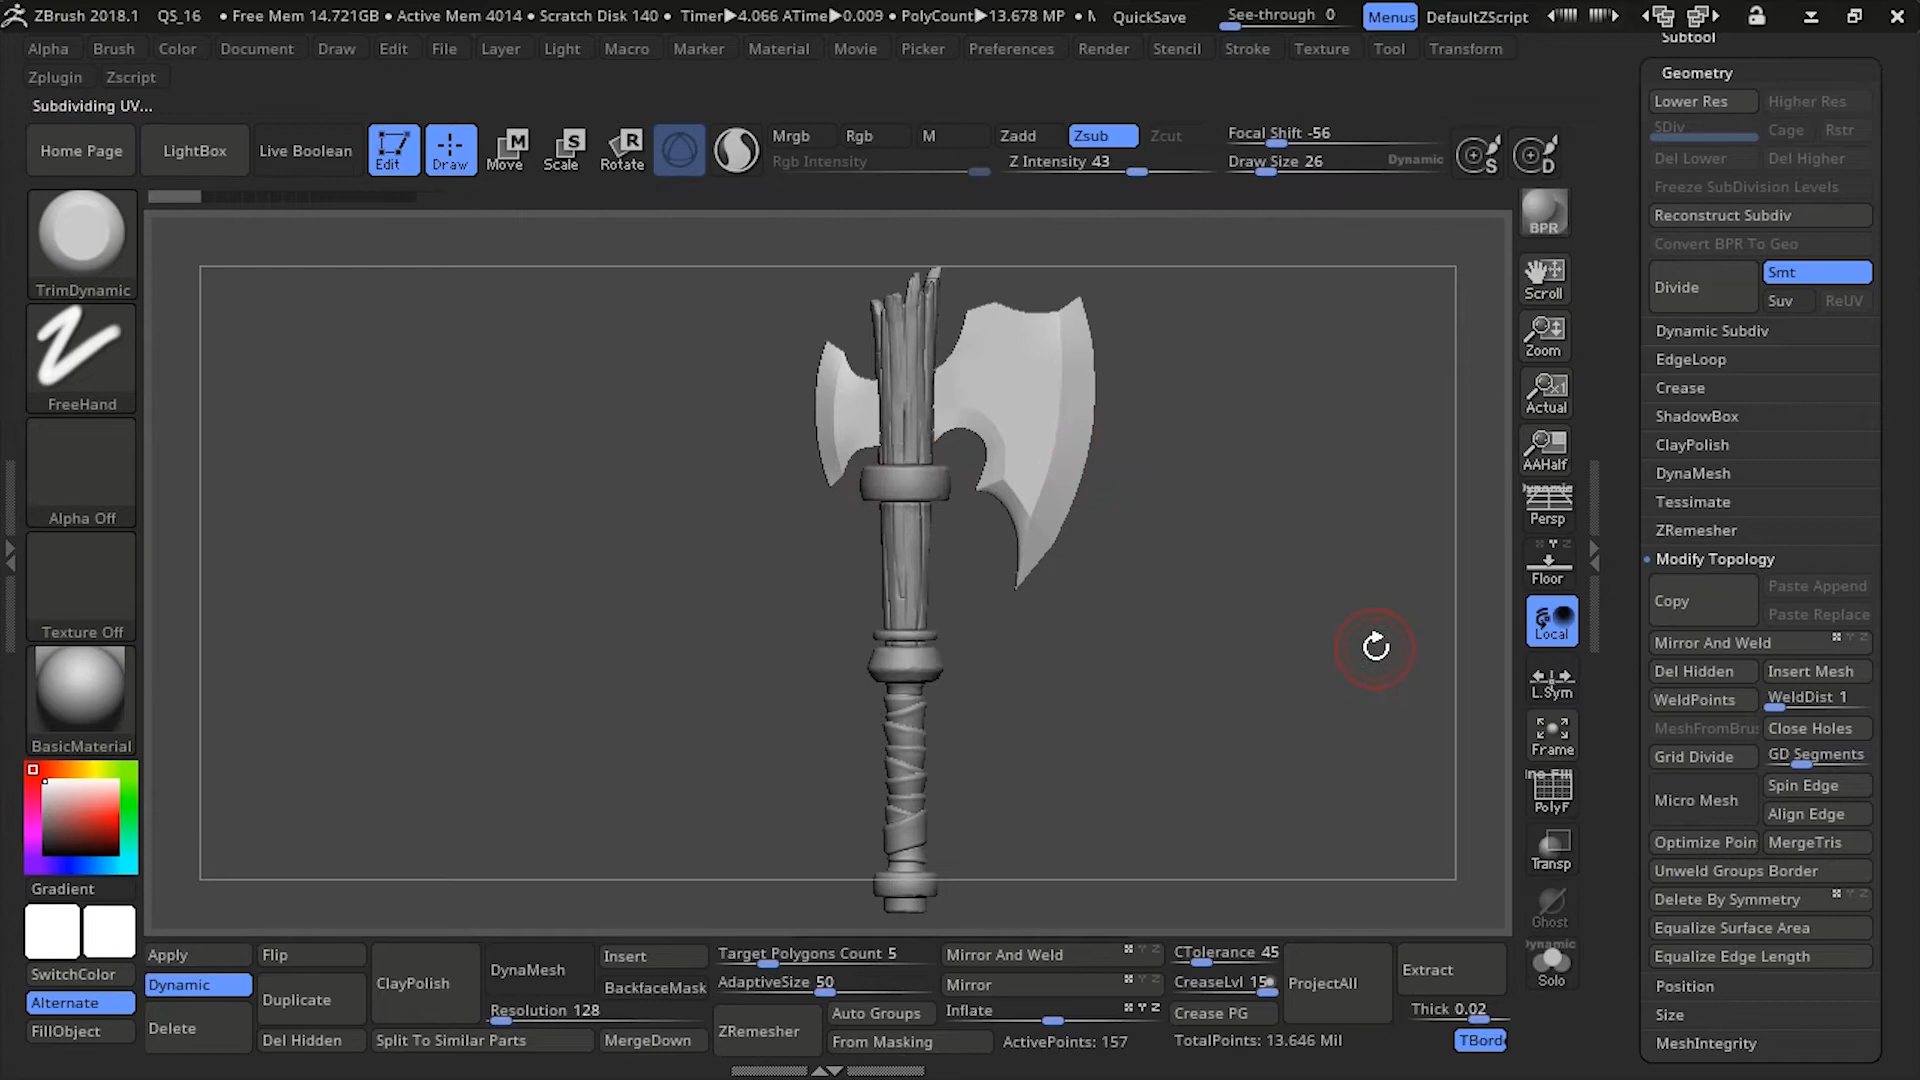 ZBrush 2018.1 QS_16 • Free Mem 14.721GB • Active Mem 4014 • Scratch Disk 140 • Timer▶4.066 ATime▶0.009 • PolyCount▶13.678 MP • M QuickSave See-through 0 Menus DefaultZScript
Alpha Brush Color Document Draw Edit File Layer Light Macro Marker Material Movie Picker Preferences Render Stencil Stroke Texture Tool Transform
Zplugin Zscript
Subdividing UV...
Home Page LightBox Live Boolean Edit Draw Move Scale Rotate
Mrgb Rgb M Zadd Zsub Zcut Focal Shift -56
Rgb Intensity Z Intensity 43 Draw Size 26 Dynamic
S D
TrimDynamic
FreeHand
Alpha Off
Texture Off
BasicMaterial
Gradient
SwitchColor
Alternate
FillObject
BPR
Scroll
Zoom
Actual
AAHalf
Dynamic
Persp
Floor
Local
L.Sym
Frame
PolyF
Transp
Ghost
Dynamic
Solo
Subtool
Geometry
Lower Res Higher Res
SDiv Cage Rstr
Del Lower Del Higher
Freeze SubDivision Levels
Reconstruct Subdiv
Convert BPR To Geo
Divide Smt
Suv ReUV
Dynamic Subdiv
EdgeLoop
Crease
ShadowBox
ClayPolish
DynaMesh
Tessimate
ZRemesher
Modify Topology
Copy Paste Append
Paste Replace
Mirror And Weld
Del Hidden Insert Mesh
WeldPoints WeldDist 1
MeshFromBru Close Holes
Grid Divide GD Segments
Micro Mesh Spin Edge
Align Edge
Optimize Poin MergeTris
Unweld Groups Border
Delete By Symmetry
Equalize Surface Area
Equalize Edge Length
Position
Size
MeshIntegrity
Apply Flip ClayPolish DynaMesh Insert Target Polygons Count 5 Mirror And Weld CTolerance 45 ProjectAll Extract
Dynamic Duplicate BackfaceMask AdaptiveSize 50 Mirror CreaseLvl 15
Resolution 128 ZRemesher Auto Groups Inflate Crease PG Thick 0.02
Delete Del Hidden Split To Similar Parts MergeDown From Masking ActivePoints: 157 TotalPoints: 13.646 Mil TBord